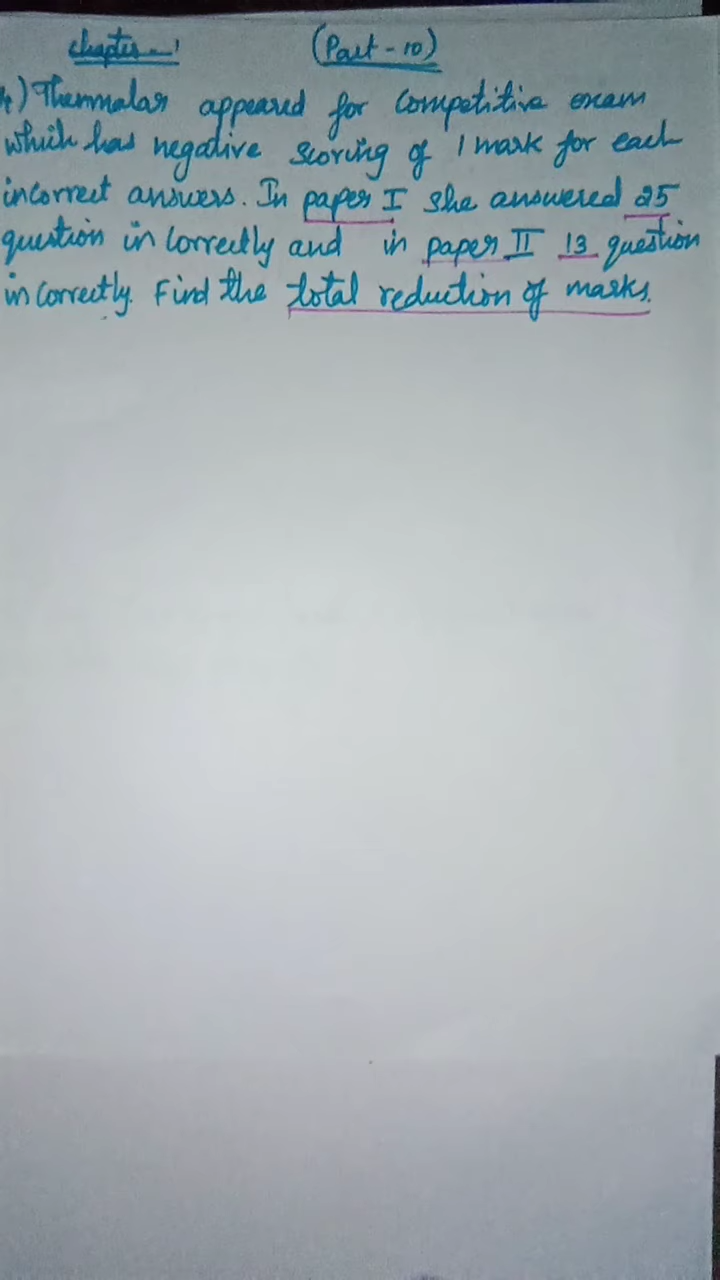 chapter-1 (Part-10)
4) Thenmalar appeared for competitive exam
which has negative scoring of 1 mark for each
incorrect answers. In paper I she answered 25
question incorrectly and in paper II 13 question
incorrectly. Find the total reduction of marks.